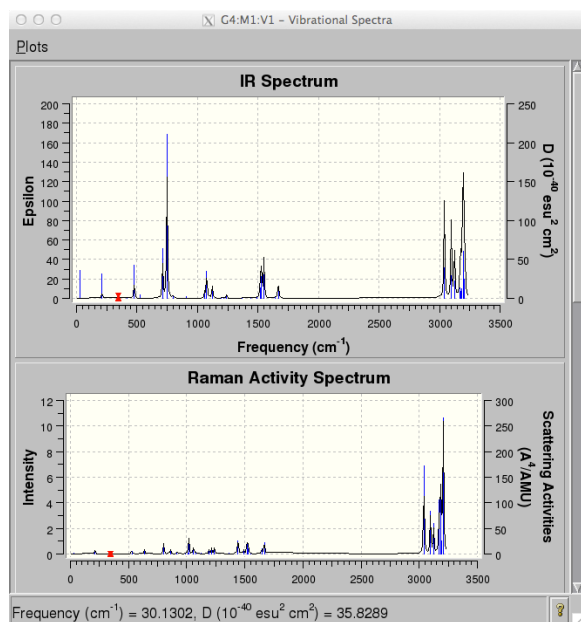 G4:M1:V1 – Vibrational Spectra
Plots
IR Spectrum
200
180
160
140
120
100
80
60
40
20
0
Epsilon
250
200
150
100
50
0
D (10⁻⁴⁰ esu² cm²)
0 500 1000 1500 2000 2500 3000 3500
Frequency (cm⁻¹)
Raman Activity Spectrum
12
10
8
6
4
2
0
Intensity
300
250
200
150
100
50
0
Scattering Activities
(A⁴/AMU)
0 500 1000 1500 2000 2500 3000 3500
Frequency (cm⁻¹) = 30.1302, D (10⁻⁴⁰ esu² cm²) = 35.8289
?